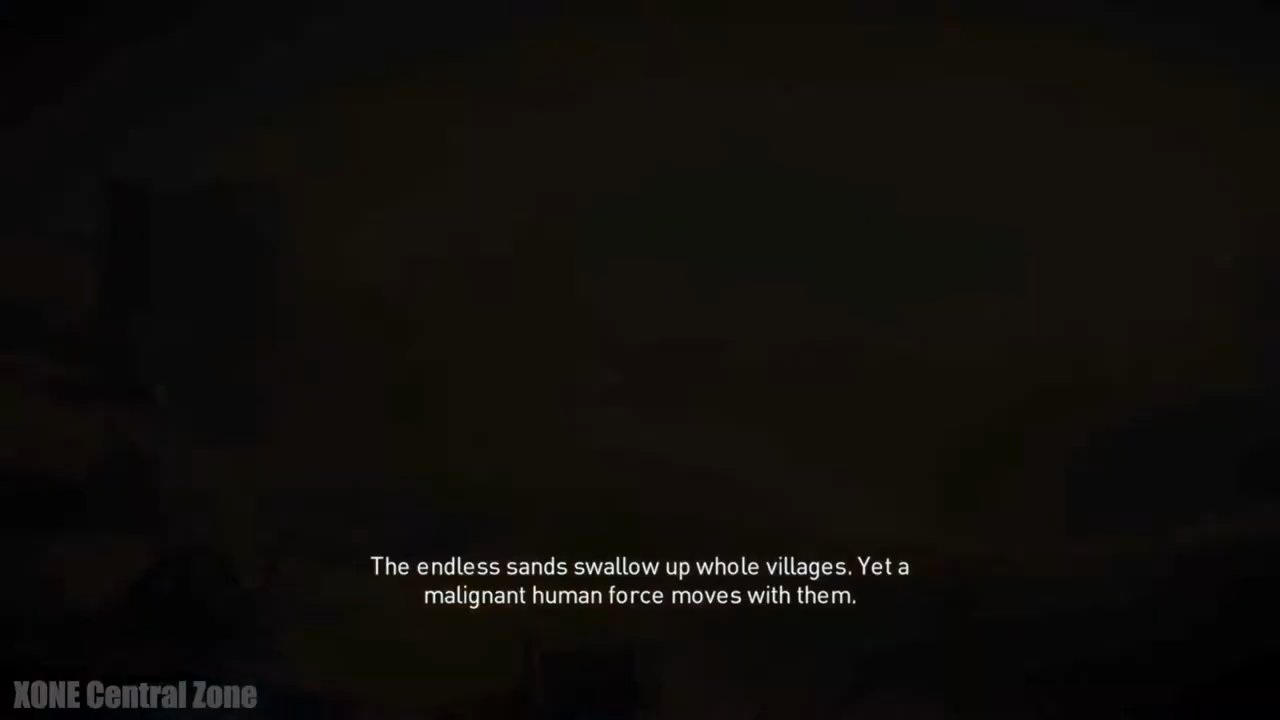 The endless sands swallow up whole villages. Yet a
malignant human force moves with them.
XONE Central Zone